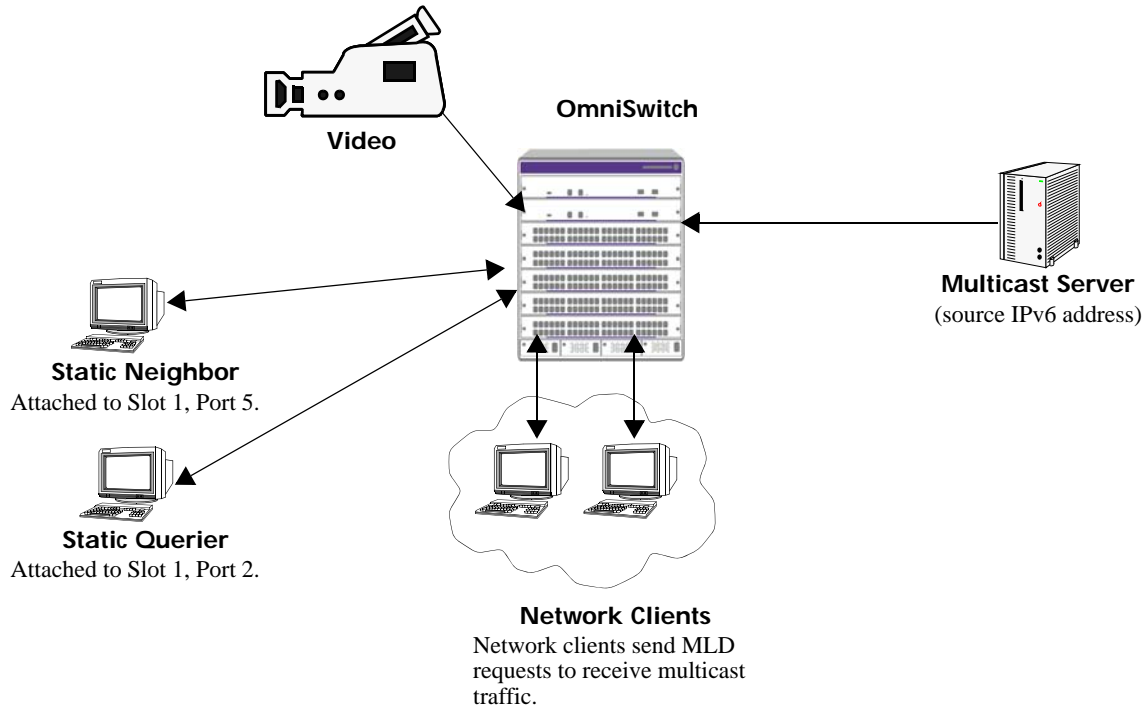 OmniSwitch
Video
Multicast Server
(source IPv6 address)
Static Neighbor
Attached to Slot 1, Port 5.
Static Querier
Attached to Slot 1, Port 2.
Network Clients
Network clients send MLD
requests to receive multicast
traffic.